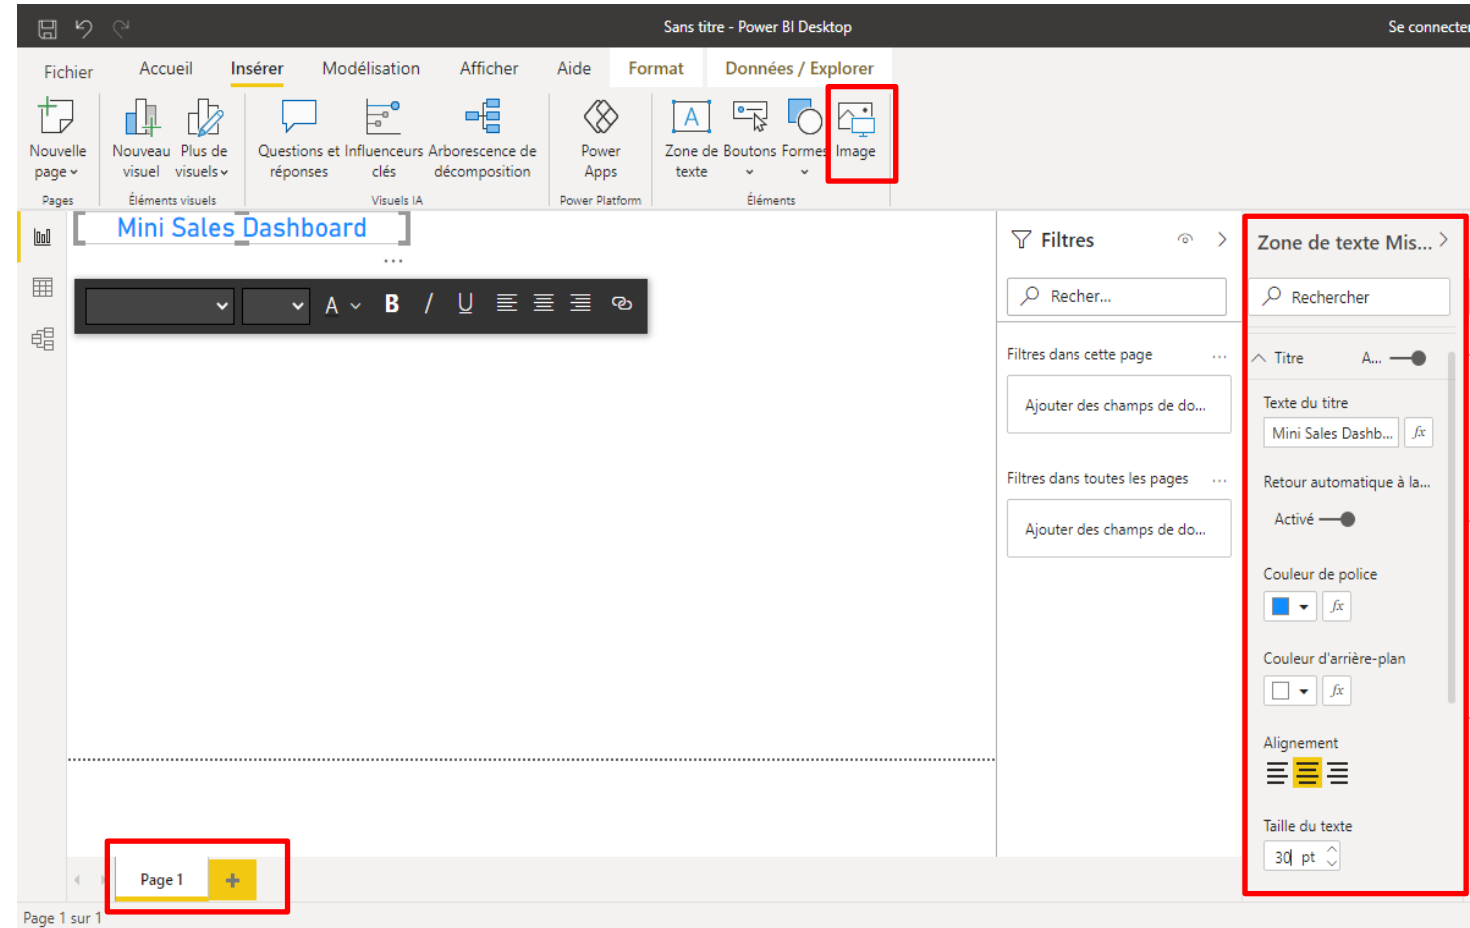 Sans titre - Power BI Desktop
Se connecter
Fichier Accueil Insérer Modélisation Afficher Aide Format Données / Explorer
Nouvelle page
Nouveau visuel
Plus de visuels
Questions et réponses
Influenceurs clés
Arborescence de décomposition
Power Apps
Zone de texte
Boutons
Formes
Image
Pages
Éléments visuels
Visuels IA
Power Platform
Éléments
Mini Sales Dashboard
...
A B / U
Filtres
Recher...
Filtres dans cette page ...
Ajouter des champs de do...
Filtres dans toutes les pages ...
Ajouter des champs de do...
Zone de texte Mis...
Rechercher
Titre A...
Texte du titre
Mini Sales Dashb... fx
Retour automatique à la...
Activé
Couleur de police
fx
Couleur d'arrière-plan
fx
Alignement
Taille du texte
30 pt
Page 1 +
Page 1 sur 1